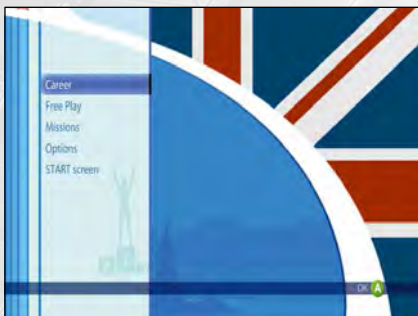 Career
Free Play
Missions
Options
START screen
OK A